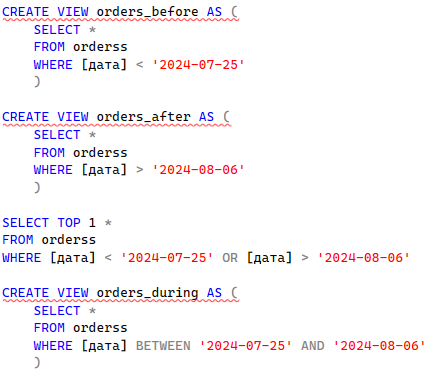 CREATE VIEW orders_before AS (
SELECT *
FROM orderss
WHERE [дата] < '2024-07-25'
)
CREATE VIEW orders_after AS (
SELECT *
FROM orderss
WHERE [дата] > '2024-08-06'
)
SELECT TOP 1 *
FROM orderss
WHERE [дата] < '2024-07-25' OR [дата] > '2024-08-06'
CREATE VIEW orders_during AS (
SELECT *
FROM orderss
WHERE [дата] BETWEEN '2024-07-25' AND '2024-08-06'
)